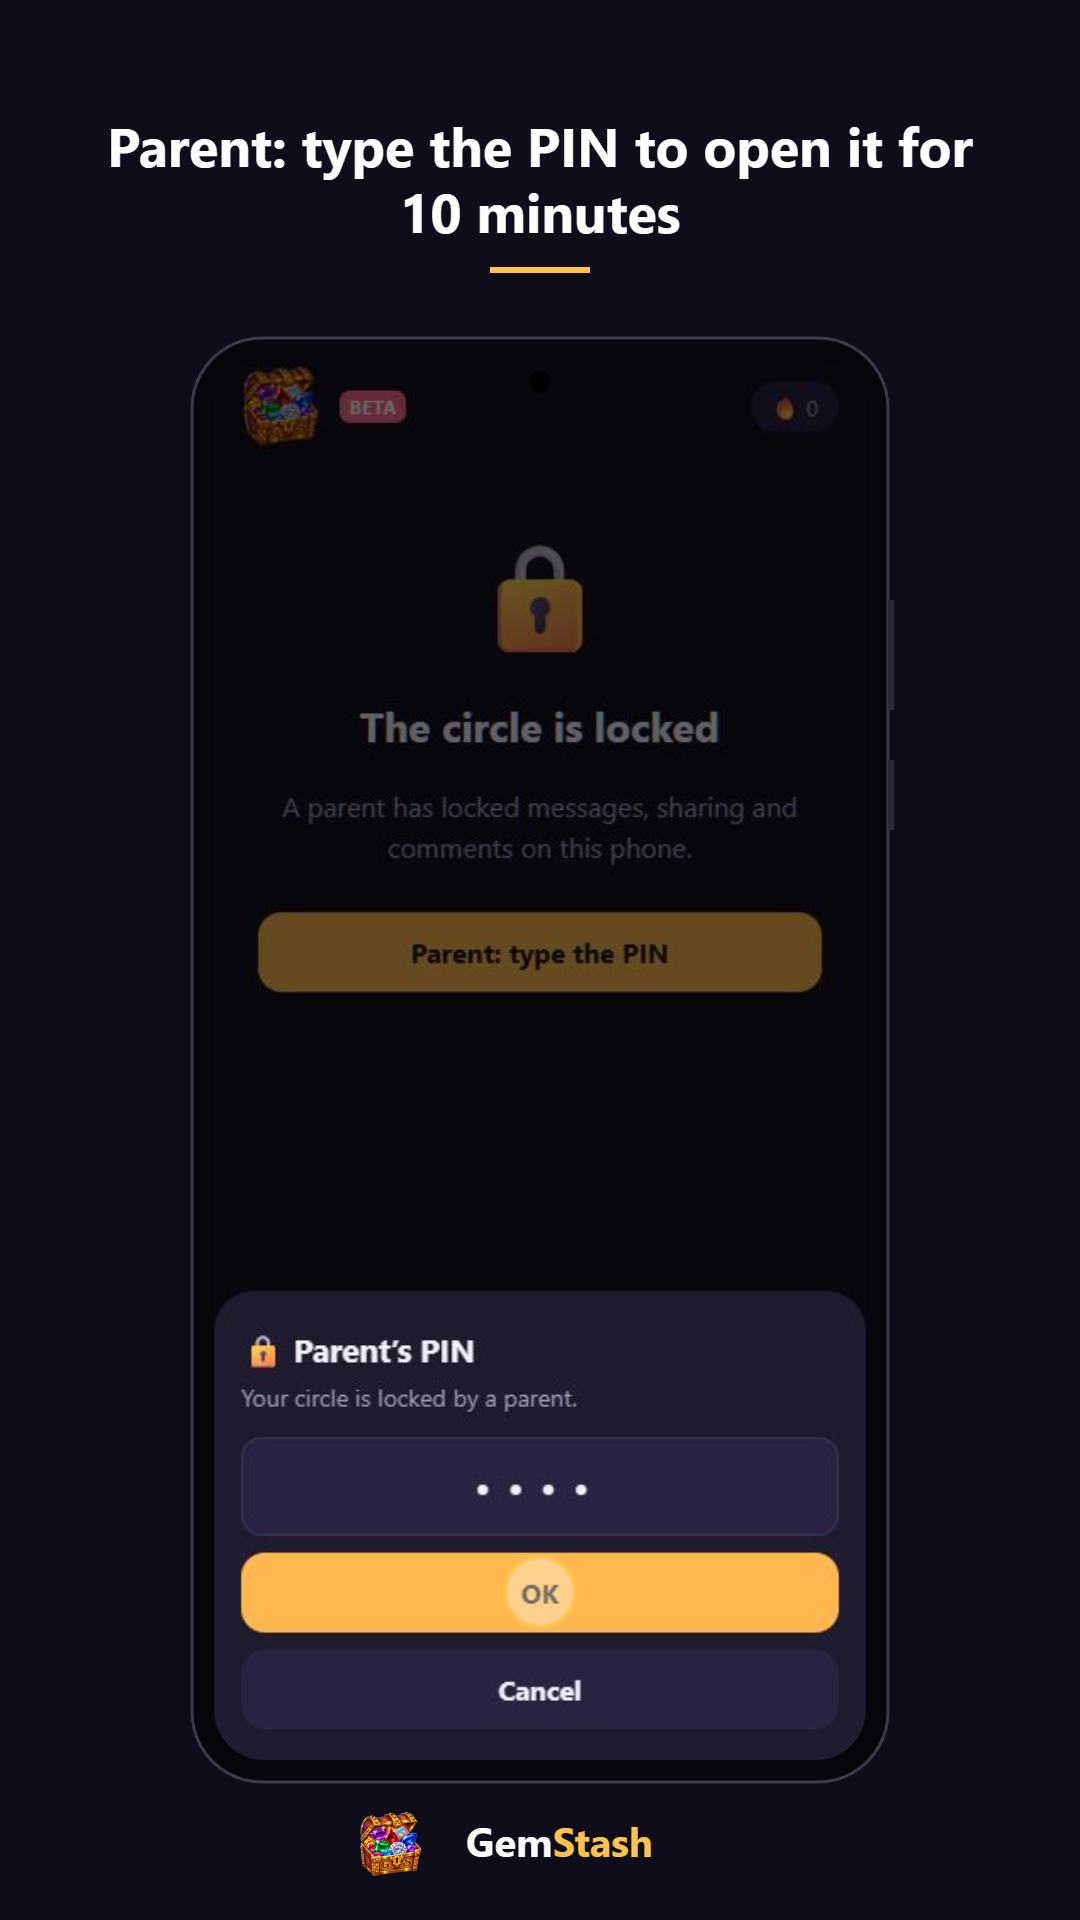 Parent: type the PIN to open it for
10 minutes
BETA
0
The circle is locked
A parent has locked messages, sharing and
comments on this phone.
Parent: type the PIN
Parent's PIN
Your circle is locked by a parent.
OK
Cancel
GemStash